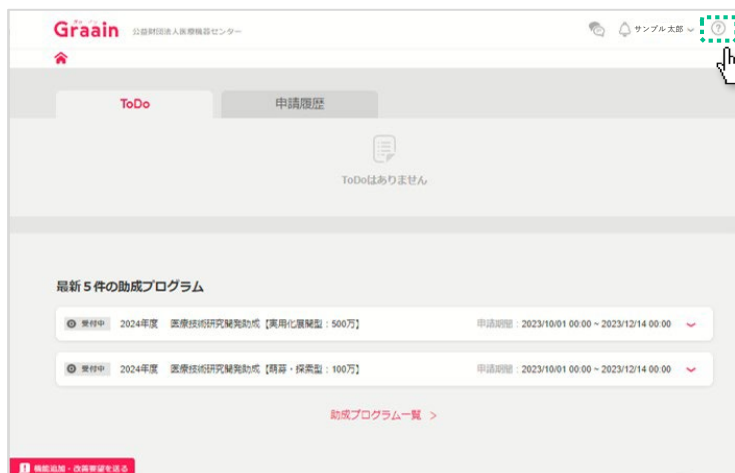 Graain 公益財団法人医療機器センター
サンプル太郎
ToDo 申請履歴
ToDoはありません
最新5件の助成プログラム
受付中 2024年度 医療技術研究開発助成【実用化展開型:500万】 申請期間:2023/10/01 00:00 ~ 2023/12/14 00:00
受付中 2024年度 医療技術研究開発助成【萌芽・探索型:100万】 申請期間:2023/10/01 00:00 ~ 2023/12/14 00:00
助成プログラム一覧 >
機能追加・改善要望を送る